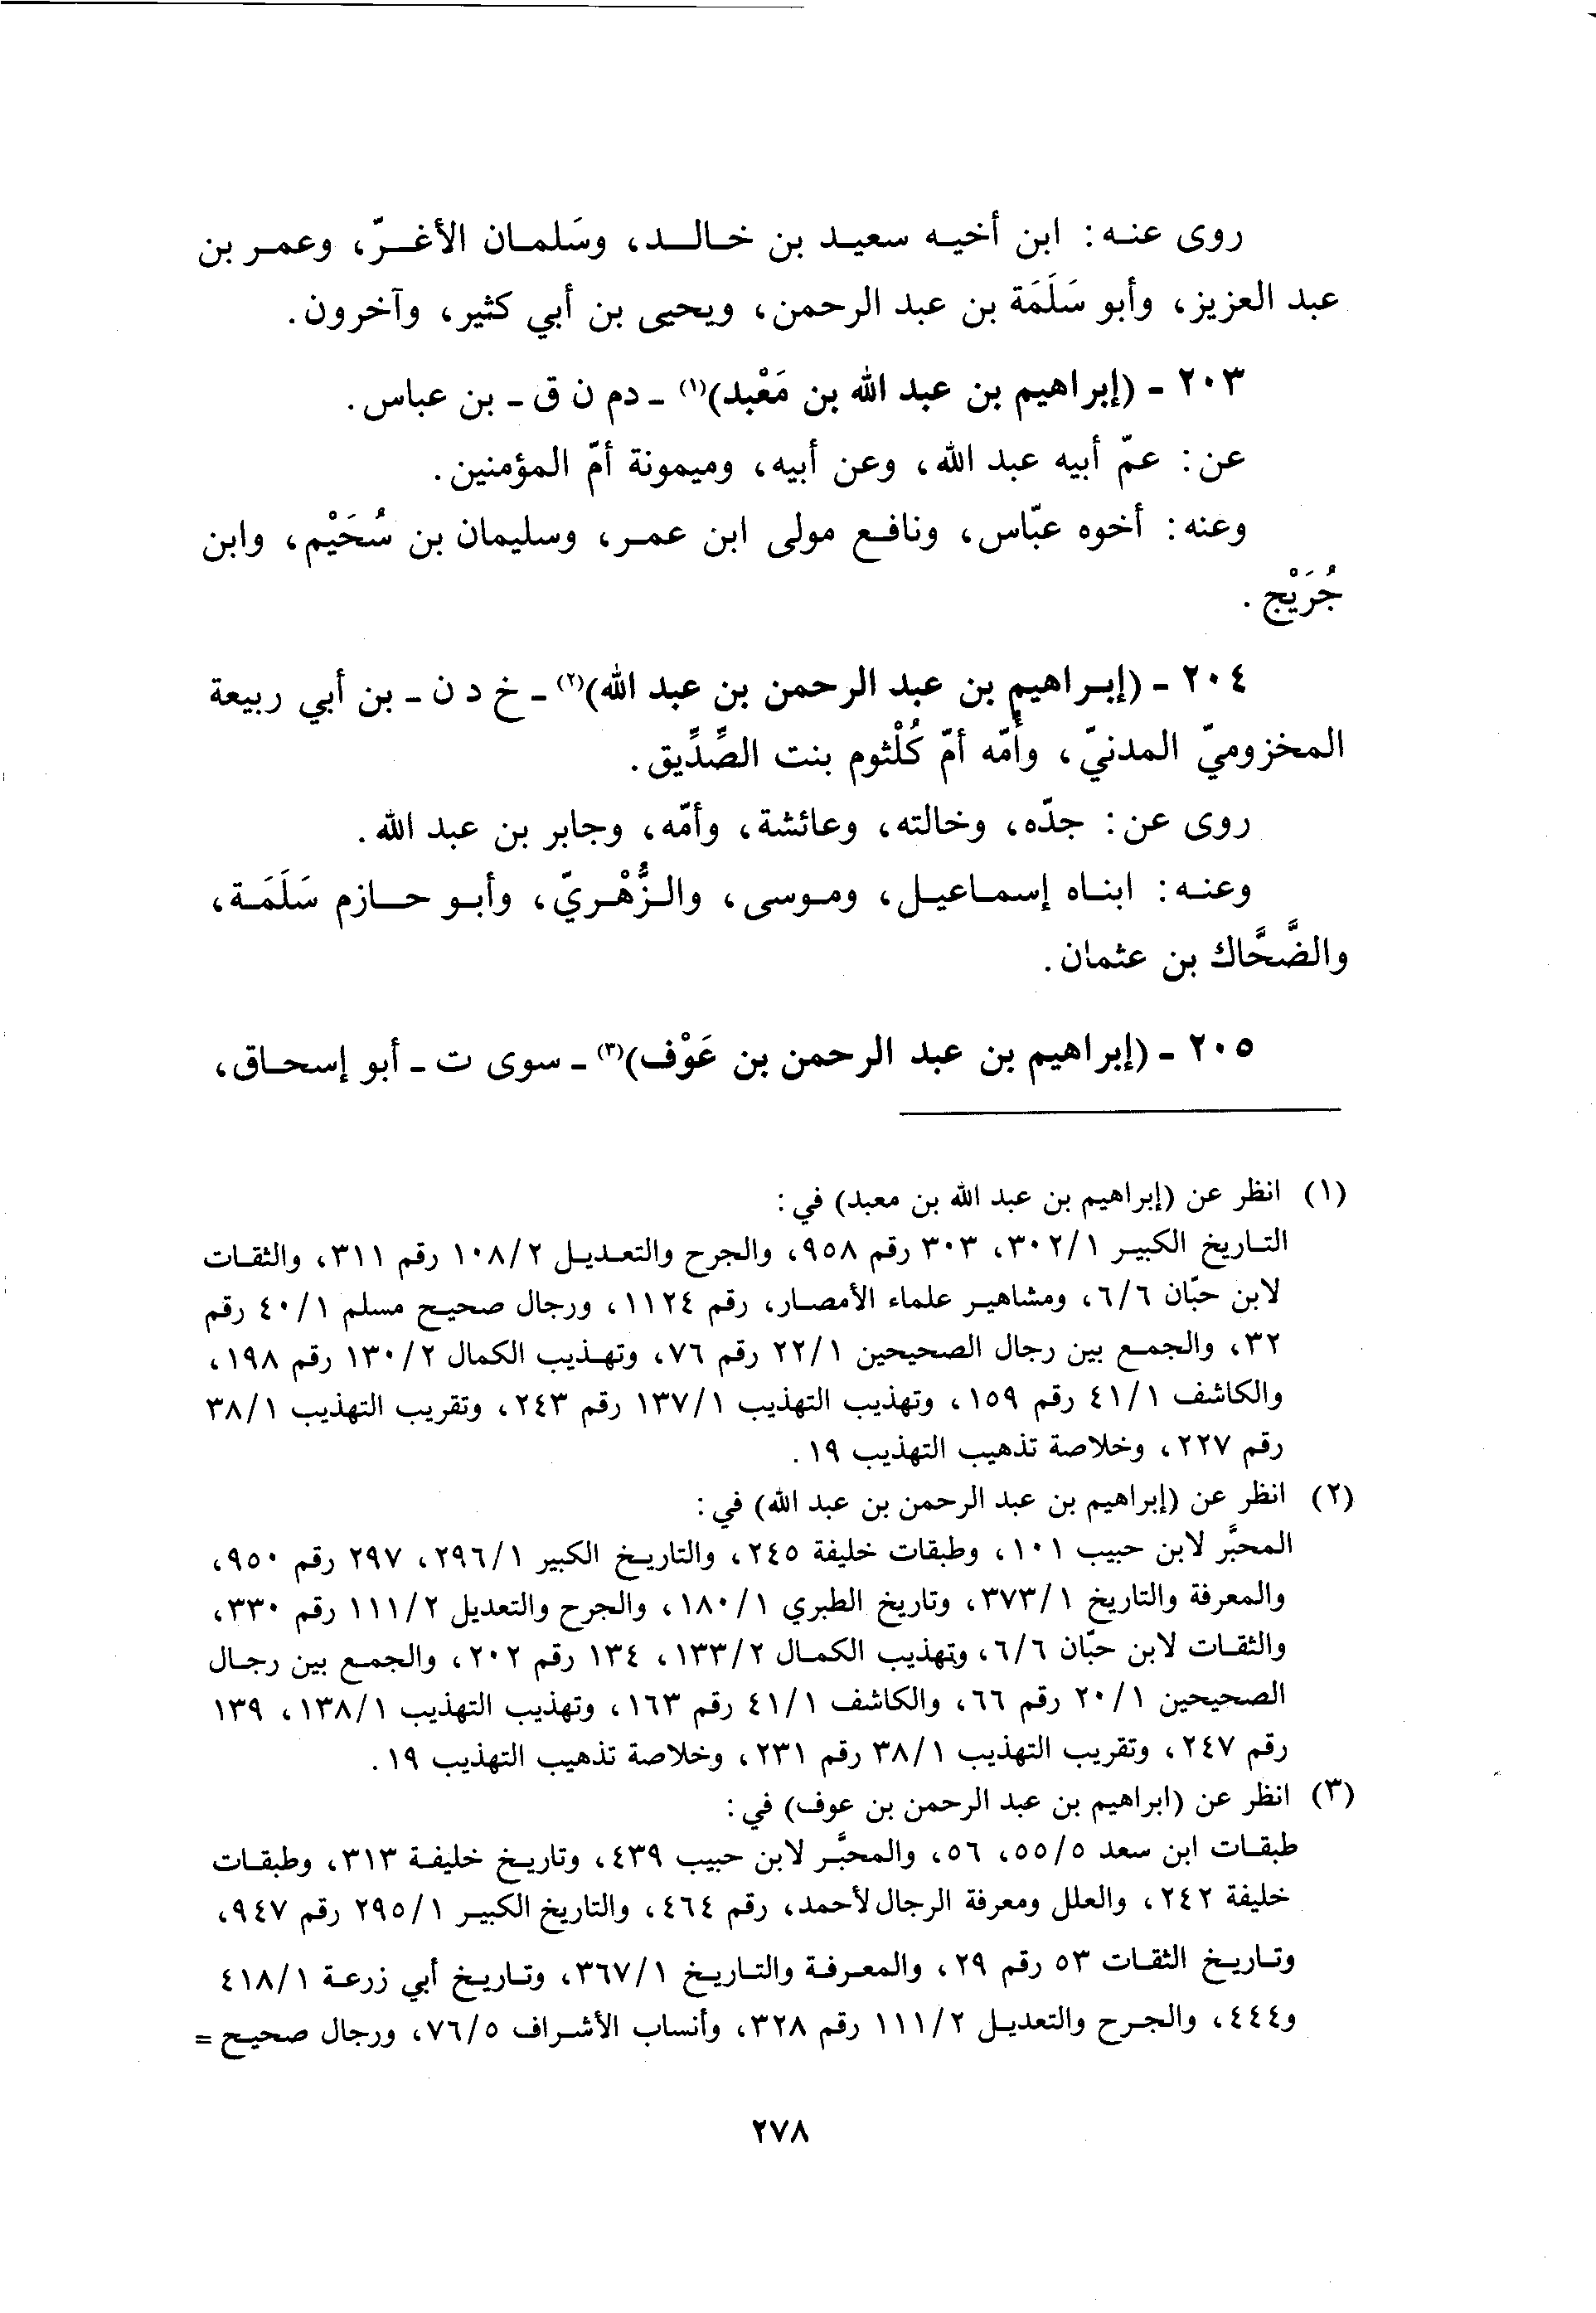 روى عنه: ابن أخيه سعيد بن خالد، وسَلمان الأغرّ، وعمر بن
عبد العزيز، وأبو سَلَمَة بن عبد الرحمن، ويحيى بن أبي كثير، وآخرون.
٢٠٣ - (إبراهيم بن عبد الله بن مَعْبد)(١) - دم ن ق - بن عباس.
عن: عمّ أبيه عبد الله، وعن أبيه، وميمونة أمّ المؤمنين.
وعنه: أخوه عبّاس، ونافع مولى ابن عمر، وسليمان بن سُحَيْم، وابن
جُرَيْج.
٢٠٤ - (إبراهيم بن عبد الرحمن بن عبد الله)(٢) - خ د ن - بن أبي ربيعة
المخزوميّ المدنيّ، وأُمّه أمّ كُلْثوم بنت الصِّدِّيق.
روى عن: جدّه، وخالته، وعائشة، وأمّه، وجابر بن عبد الله.
وعنه: ابناه إسماعيل، وموسى، والزُّهْريّ، وأبو حازم سَلَمَة،
والضَّحَّاك بن عثمان.
٢٠٥ - (إبراهيم بن عبد الرحمن بن عَوْف)(٣) - سوى ت - أبو إسحاق،
(١) انظر عن (إبراهيم بن عبد الله بن معبد) في:
التاريخ الكبير ٣٠٢/١، ٣٠٣ رقم ٩٥٨، والجرح والتعديل ١٠٨/٢ رقم ٣١١، والثقات
لابن حبّان ٦/٦، ومشاهير علماء الأمصار، رقم ١١٢٤، ورجال صحيح مسلم ٤٠/١ رقم
٣٢، والجمع بين رجال الصحيحين ٢٢/١ رقم ٧٦، وتهذيب الكمال ١٣٠/٢ رقم ١٩٨،
والكاشف ٤١/١ رقم ١٥٩، وتهذيب التهذيب ١٣٧/١ رقم ٢٤٣، وتقريب التهذيب ٣٨/١
رقم ٢٢٧، وخلاصة تذهيب التهذيب ١٩.
(٢) انظر عن (إبراهيم بن عبد الرحمن بن عبد الله) في:
المحبَّر لابن حبيب ١٠١، وطبقات خليفة ٢٤٥، والتاريخ الكبير ٢٩٦/١، ٢٩٧ رقم ٩٥٠،
والمعرفة والتاريخ ٣٧٣/١، وتاريخ الطبري ١٨٠/١، والجرح والتعديل ١١١/٢ رقم ٣٣٠،
والثقات لابن حبّان ٦/٦، وتهذيب الكمال ١٣٣/٢، ١٣٤ رقم ٢٠٢، والجمع بين رجال
الصحيحين ٢٠/١ رقم ٦٦، والكاشف ٤١/١ رقم ١٦٣، وتهذيب التهذيب ١٣٨/١، ١٣٩
رقم ٢٤٧، وتقريب التهذيب ٣٨/١ رقم ٢٣١، وخلاصة تذهيب التهذيب ١٩.
(٣) انظر عن (ابراهيم بن عبد الرحمن بن عوف) في:
طبقات ابن سعد ٥٥/٥، ٥٦، والمحبَّر لابن حبيب ٤٣٩، وتاريخ خليفة ٣١٣، وطبقات
خليفة ٢٤٢، والعلل ومعرفة الرجال لأحمد، رقم ٤٦٤، والتاريخ الكبير ٢٩٥/١ رقم ٩٤٧،
وتاريخ الثقات ٥٣ رقم ٢٩، والمعرفة والتاريخ ٣٦٧/١، وتاريخ أبي زرعة ٤١٨/١
و٤٤٤، والجرح والتعديل ١١١/٢ رقم ٣٢٨، وأنساب الأشراف ٧٦/٥، ورجال صحيح =
٢٧٨